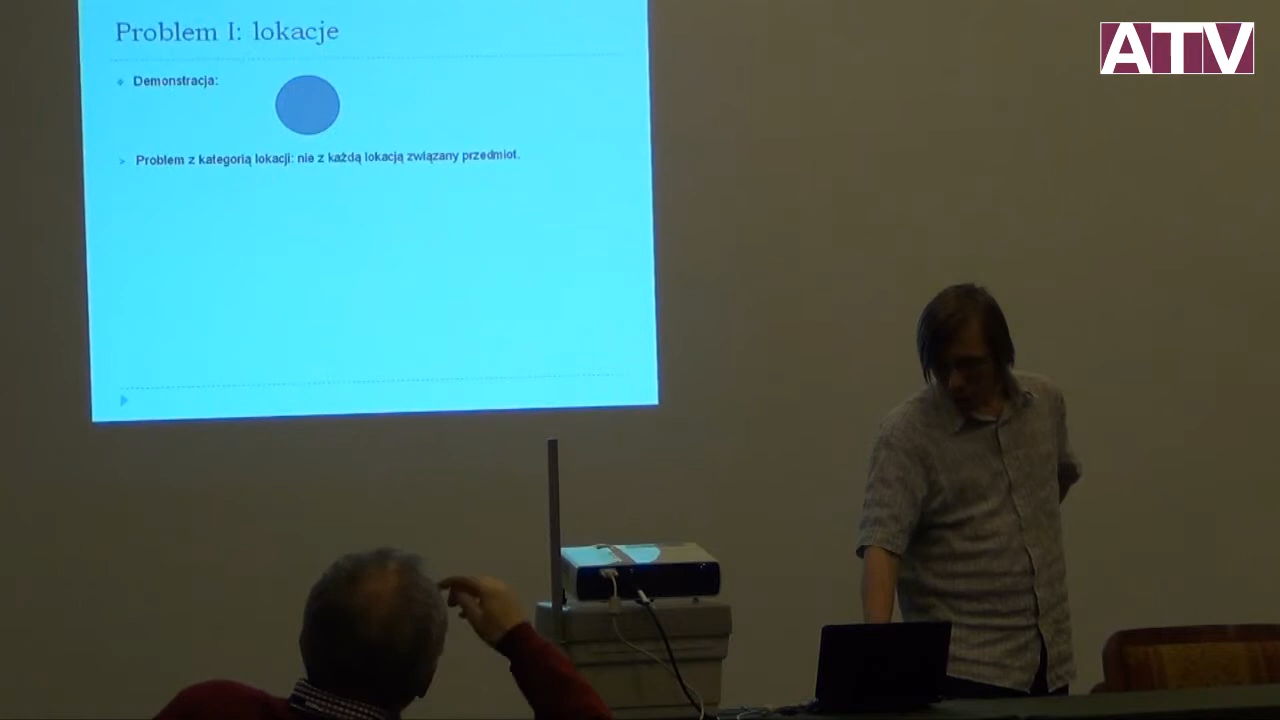 ATV
Problem I: lokacje
Demonstracja:
Problem z kategorią lokacji: nie z każdą lokacją związany przedmiot.